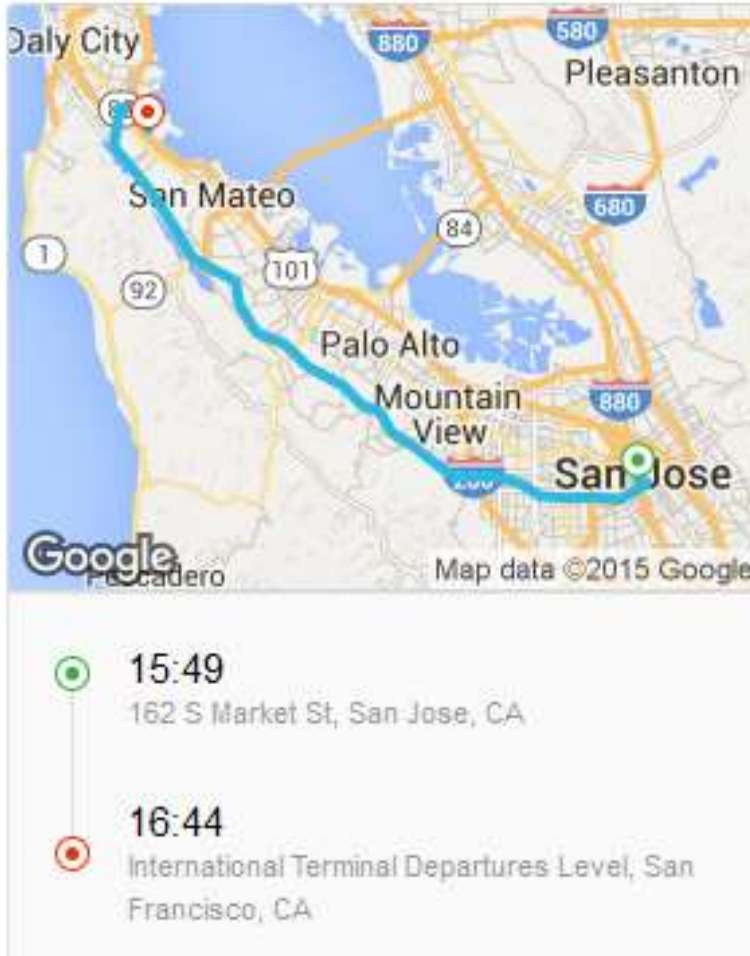 Daly City
880
580
Pleasanton
San Mateo
680
84
1
101
92
Palo Alto
Mountain
View
880
280
San Jose
Google
Map data ©2015 Google
15:49
162 S Market St, San Jose, CA
16:44
International Terminal Departures Level, San
Francisco, CA